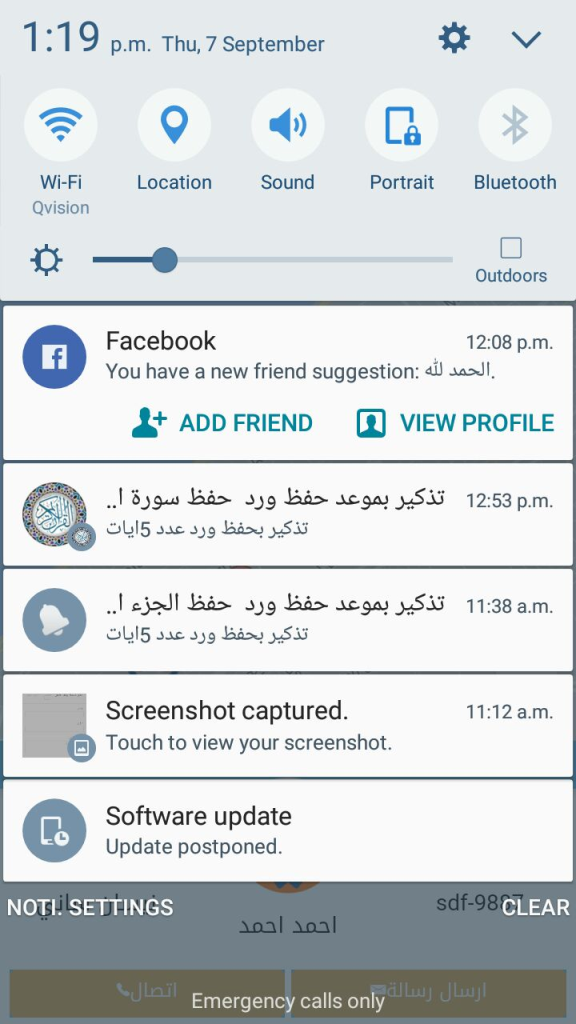 1:19 p.m. Thu, 7 September
Wi-Fi Location Sound Portrait Bluetooth
Qvision
Outdoors
Facebook 12:08 p.m.
You have a new friend suggestion: الحمد لله.
ADD FRIEND VIEW PROFILE
تذكير بموعد حفظ ورد حفظ سورة ا.. 12:53 p.m.
تذكير بحفظ ورد عدد 5ايات
تذكير بموعد حفظ ورد حفظ الجزء ا.. 11:38 a.m.
تذكير بحفظ ورد عدد 5ايات
Screenshot captured. 11:12 a.m.
Touch to view your screenshot.
Software update
Update postponed.
NOTI. SETTINGS sdf-9887 CLEAR
احمد احمد
اتصال ارسال رسالة
Emergency calls only